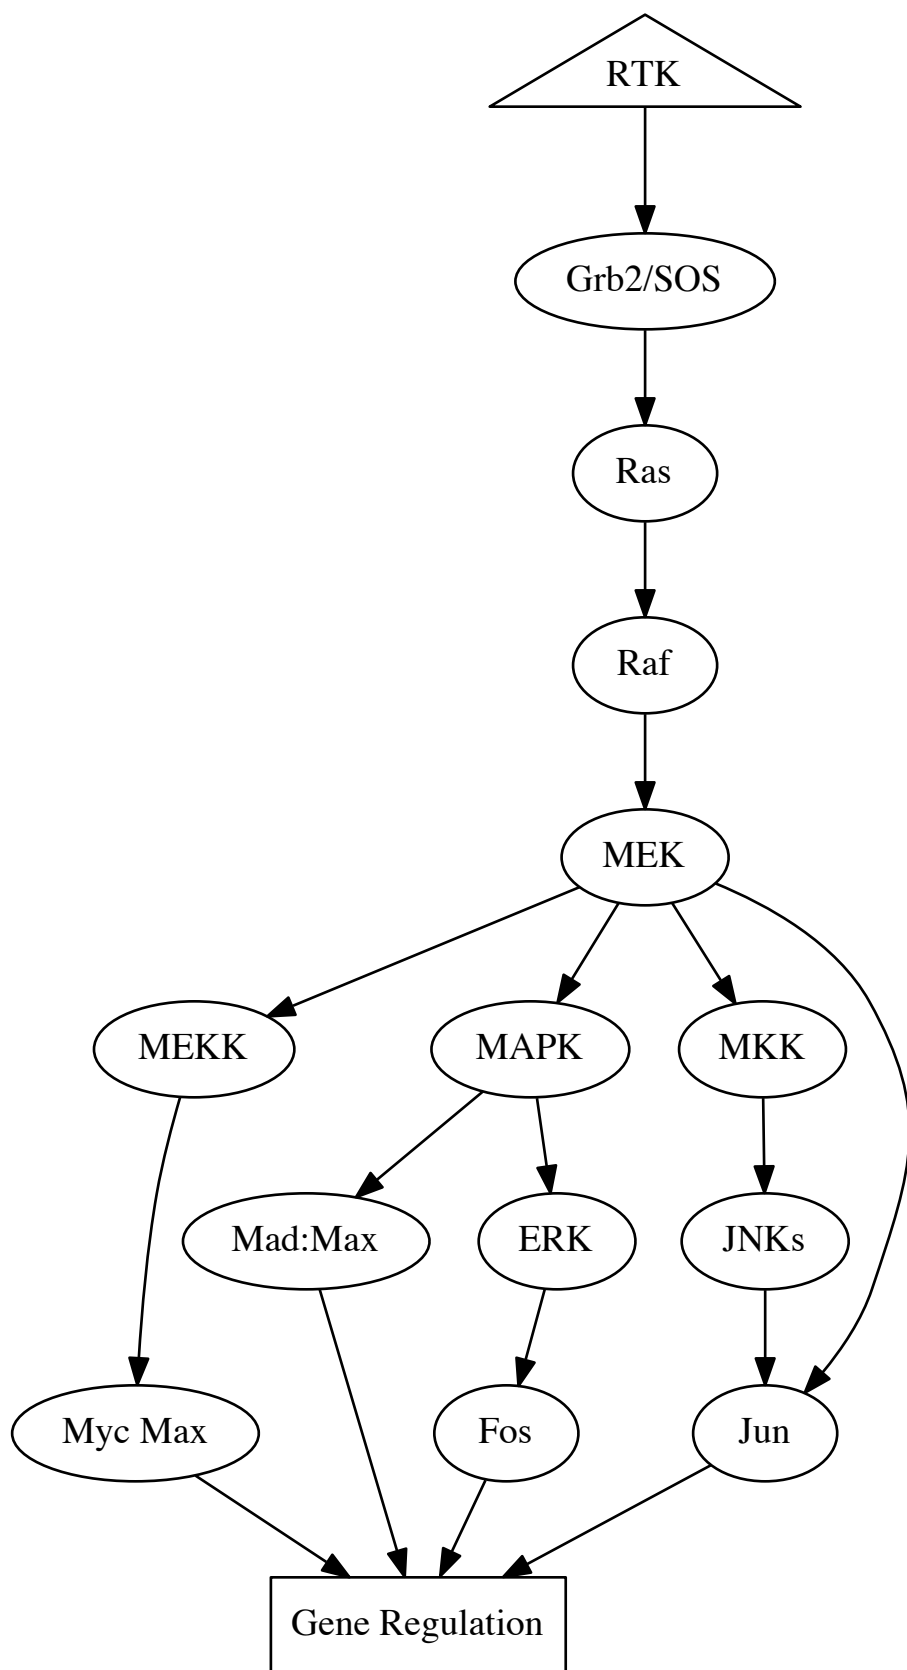 RTK
Grb2/SOS
Ras
Raf
MEK
MEKK
MAPK
MKK
Mad:Max
ERK
JNKs
Myc Max
Fos
Jun
Gene Regulation